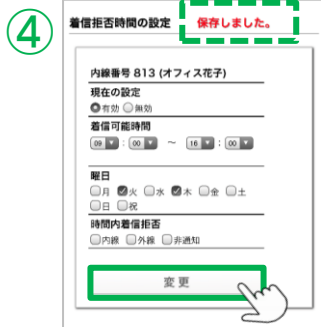 ④
着信拒否時間の設定 保存しました。
内線番号 813 (オフィス花子)
現在の設定
有効 無効
着信可能時間
09 : 00 ~ 16 : 00
曜日
月 火 水 木 金 土
日 祝
時間内着信拒否
内線 外線 非通知
変更